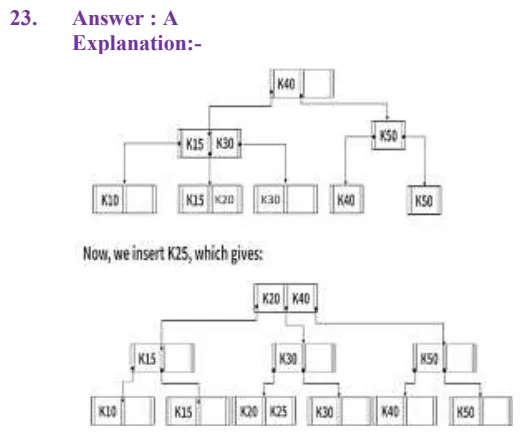 23. Answer : A
Explanation:-
K40
K15 K30
K50
K10 K15 K20 K30 K40 K50
Now, we insert K25, which gives:
K20 K40
K15 K30 K50
K10 K15 K20 K25 K30 K40 K50